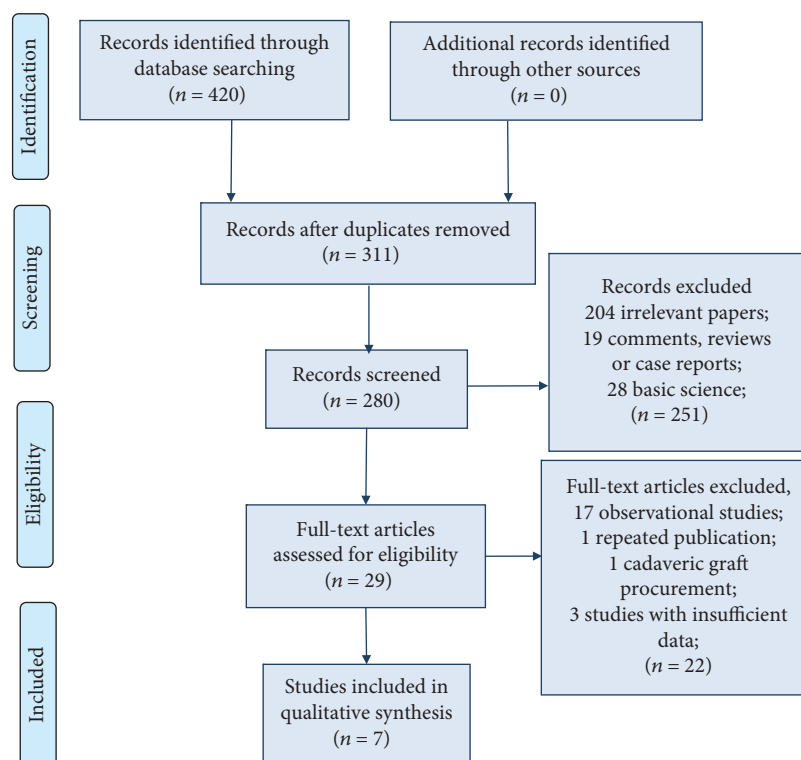 Identification
Records identified through
database searching
(n = 420)
Additional records identified
through other sources
(n = 0)
Screening
Records after duplicates removed
(n = 311)
Records screened
(n = 280)
Records excluded
204 irrelevant papers;
19 comments, reviews
or case reports;
28 basic science;
(n = 251)
Eligibility
Full-text articles
assessed for eligibility
(n = 29)
Full-text articles excluded,
17 observational studies;
1 repeated publication;
1 cadaveric graft
procurement;
3 studies with insufficient
data;
(n = 22)
Included
Studies included in
qualitative synthesis
(n = 7)